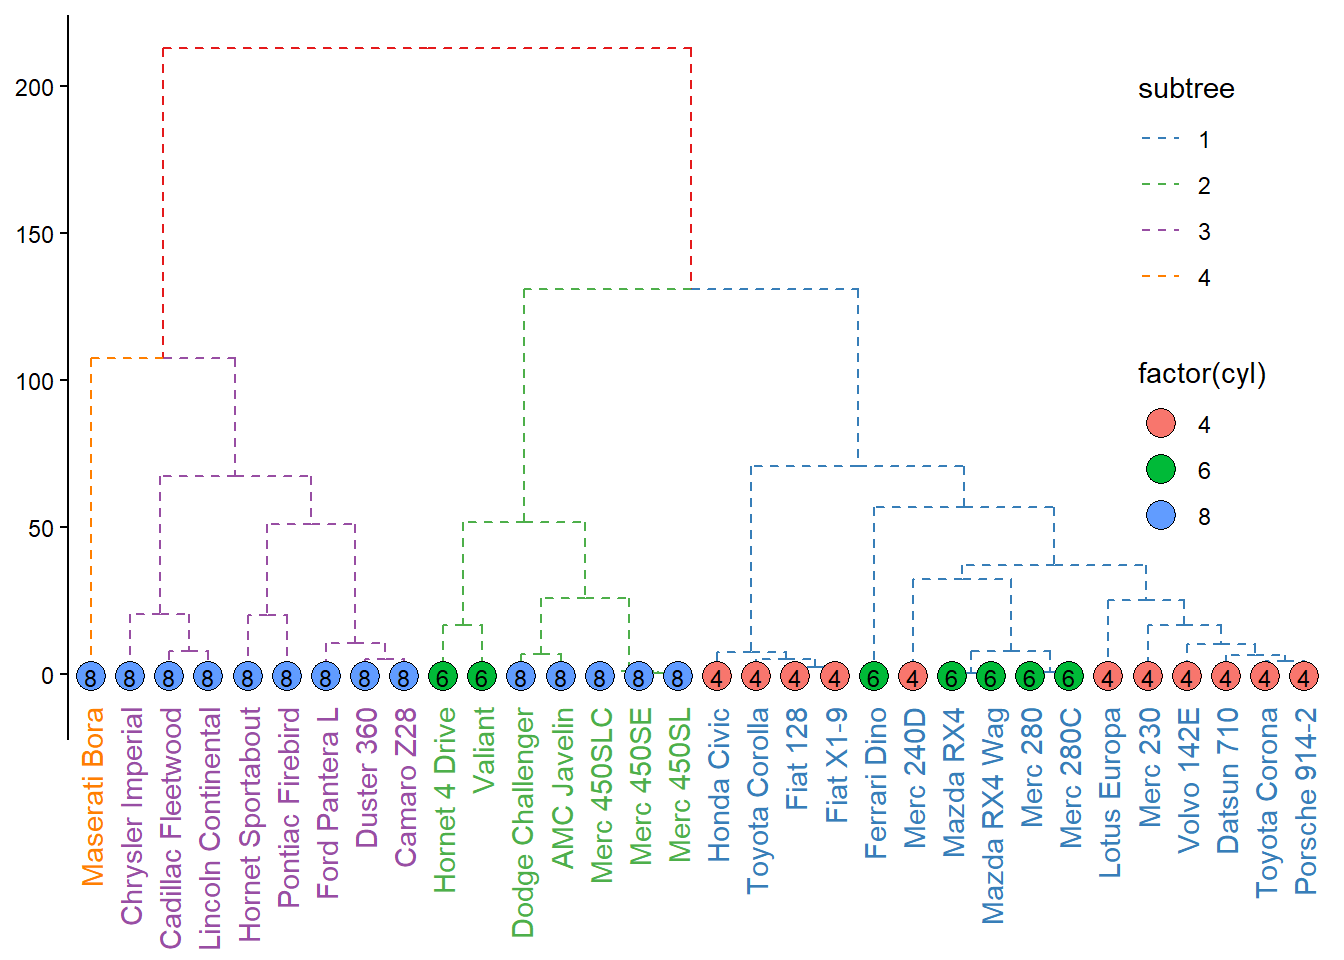 200
150
100
50
0
subtree
1
2
3
4
factor(cyl)
4
6
8
8 8 8 8 8 8 8 8 8 6 6 8 8 8 8 8 4 4 4 4 6 4 6 6 6 6 4 4 4 4 4 4
Maserati Bora
Chrysler Imperial
Cadillac Fleetwood
Lincoln Continental
Hornet Sportabout
Pontiac Firebird
Ford Pantera L
Duster 360
Camaro Z28
Hornet 4 Drive
Valiant
Dodge Challenger
AMC Javelin
Merc 450SLC
Merc 450SE
Merc 450SL
Honda Civic
Toyota Corolla
Fiat 128
Fiat X1-9
Ferrari Dino
Merc 240D
Mazda RX4
Mazda RX4 Wag
Merc 280
Merc 280C
Lotus Europa
Merc 230
Volvo 142E
Datsun 710
Toyota Corona
Porsche 914-2